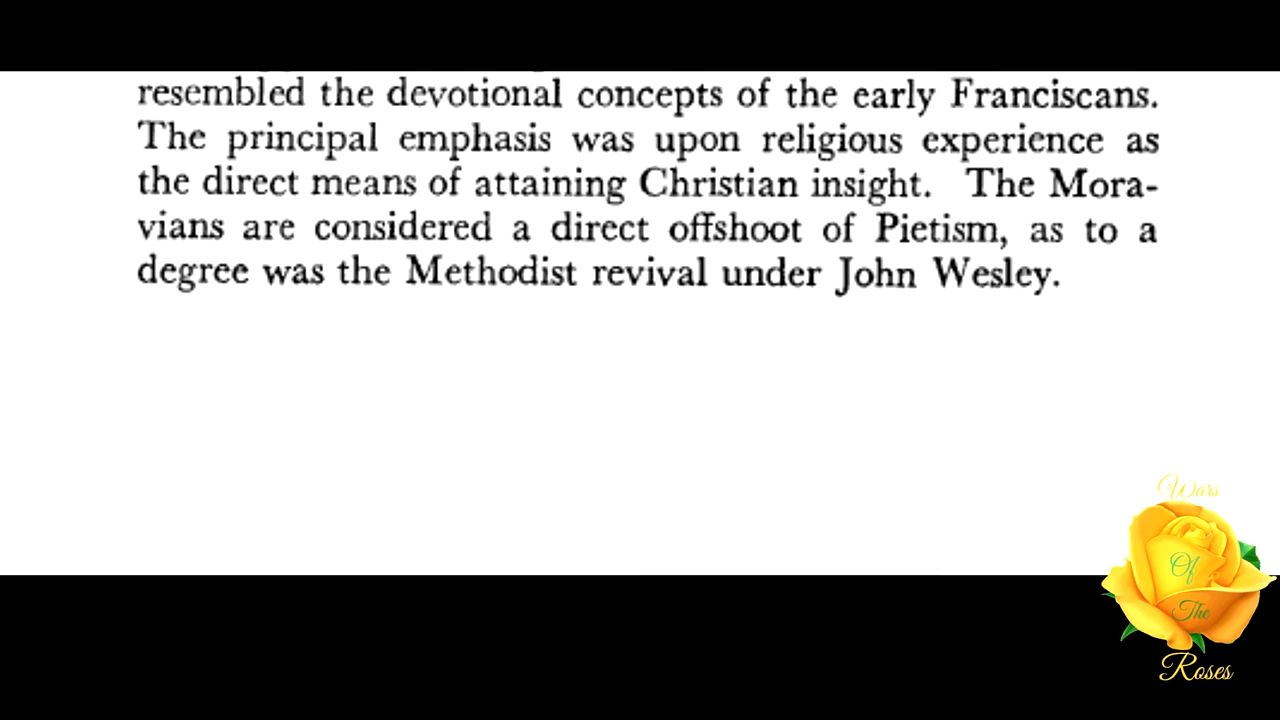 resembled the devotional concepts of the early Franciscans.
The principal emphasis was upon religious experience as
the direct means of attaining Christian insight. The Mora-
vians are considered a direct offshoot of Pietism, as to a
degree was the Methodist revival under John Wesley.
Wars
Of
The
Roses